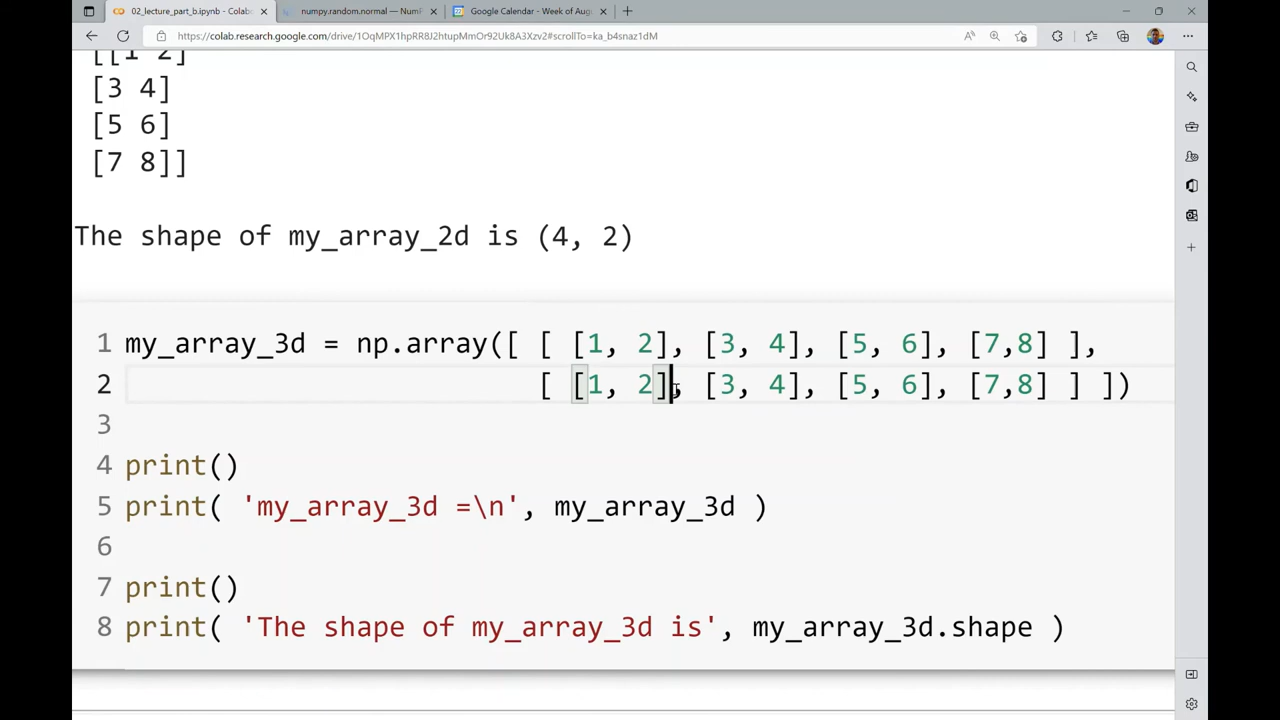 02_lecture_part_b.ipynb - Colab
numpy.random.normal — NumP
Google Calendar - Week of Aug
https://colab.research.google.com/drive/1OqMPX1hpRR8J2htupMmOr92Uk8A3Xzv2#scrollTo=ka_b4snaz1dM
[[1 2]
[3 4]
[5 6]
[7 8]]
The shape of my_array_2d is (4, 2)
1 my_array_3d = np.array([ [ [1, 2], [3, 4], [5, 6], [7,8] ],
2 [ [1, 2], [3, 4], [5, 6], [7,8] ] ])
3
4 print()
5 print( 'my_array_3d =\n', my_array_3d )
6
7 print()
8 print( 'The shape of my_array_3d is', my_array_3d.shape )